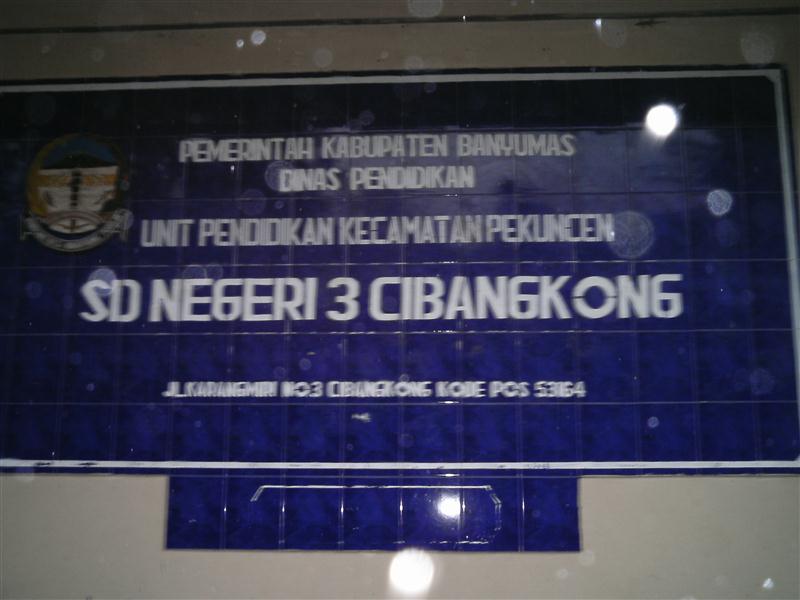 PEMERINTAH KABUPATEN BANYUMAS
DINAS PENDIDIKAN
UNIT PENDIDIKAN KECAMATAN PEKUNCEN
SD NEGERI 3 CIBANGKONG
JL.KARANGMIRI NO.3 CIBANGKONG KODE POS 53164